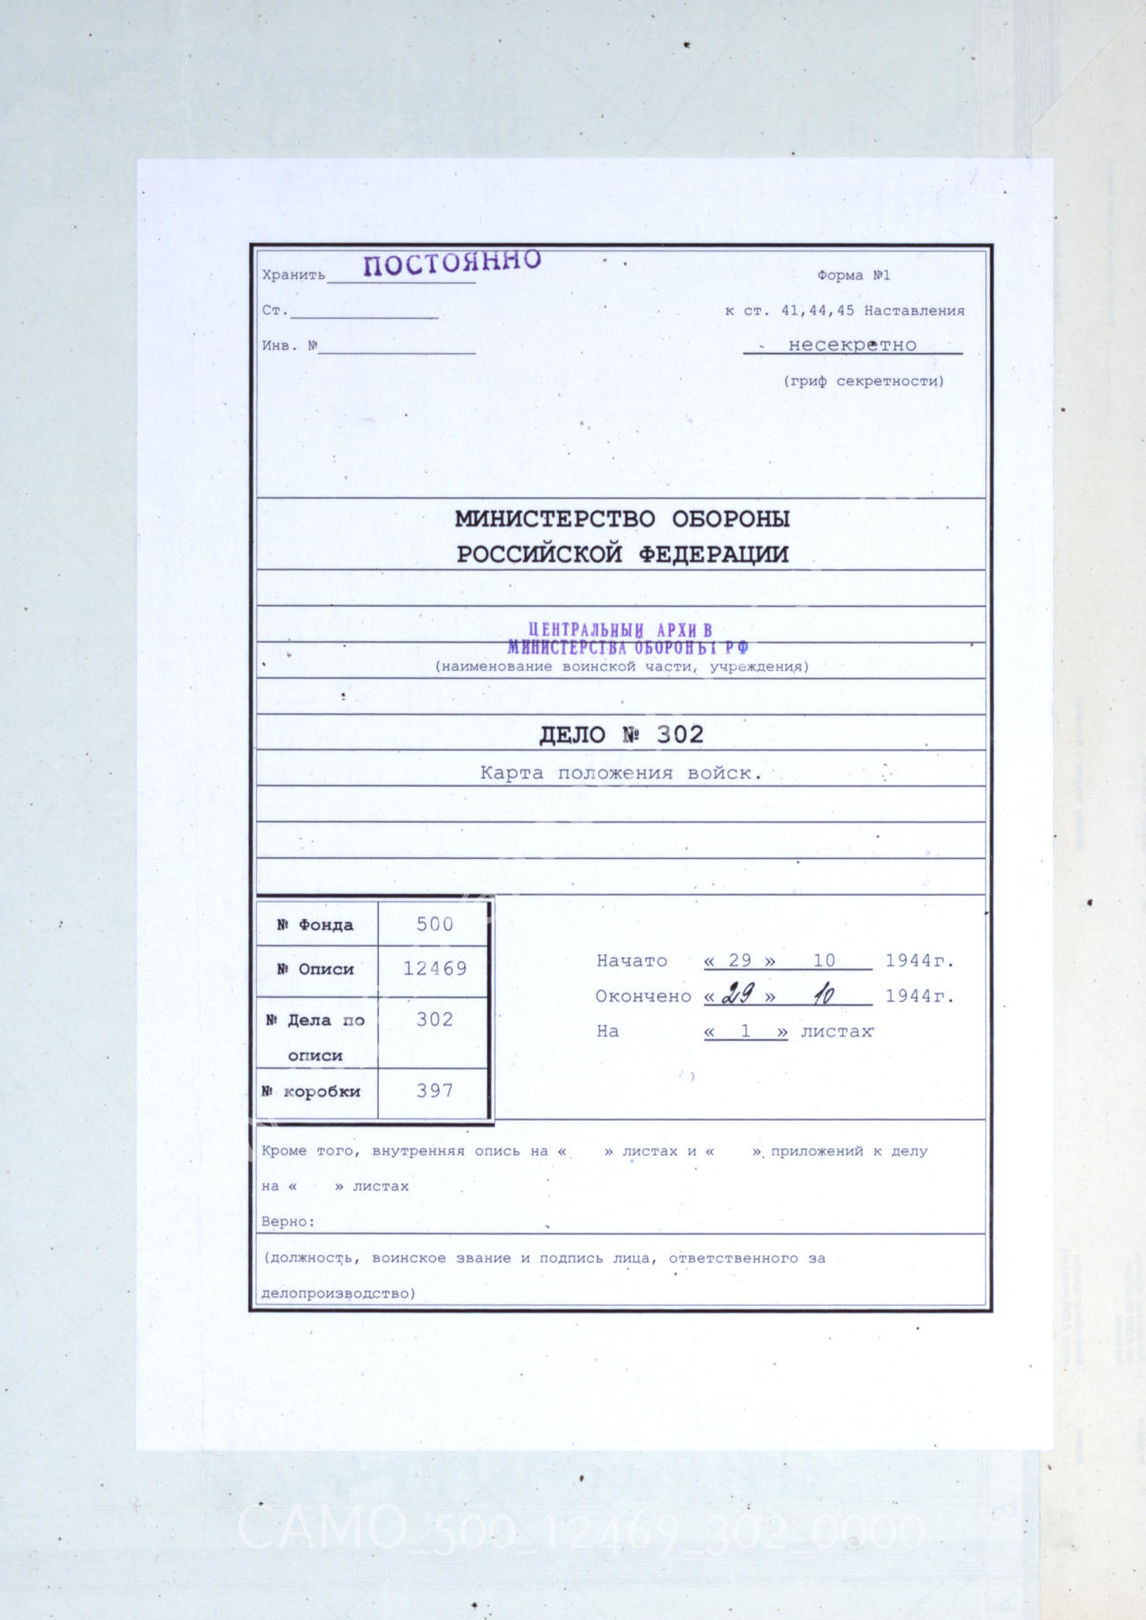 Хранить ПОСТОЯННО
Форма №1
Ст.
к ст. 41,44,45 Наставления
Инв. №
несекретно
(гриф секретности)
МИНИСТЕРСТВО ОБОРОНЫ
РОССИЙСКОЙ ФЕДЕРАЦИИ
ЦЕНТРАЛЬНЫЙ АРХИВ
МИНИСТЕРСТВА ОБОРОНЫ РФ
(наименование воинской части, учреждения)
ДЕЛО № 302
Карта положения войск.
№ Фонда 500
№ Описи 12469
№ Дела по описи 302
№ коробки 397
Начато « 29 » 10 1944г.
Окончено « 29 » 10 1944г.
На « 1 » листах
Кроме того, внутренняя опись на « » листах и « » приложений к делу
на « » листах
Верно:
(должность, воинское звание и подпись лица, ответственного за
делопроизводство)
CAMO_500_12469_302_0000